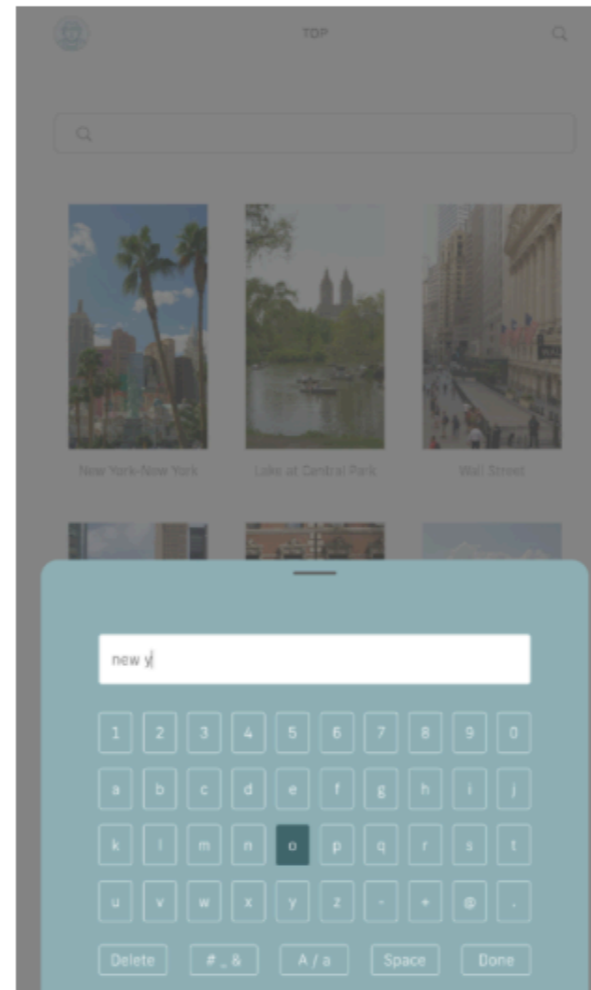 TOP
New York-New York
Lake at Central Park
Wall Street
new y
1 2 3 4 5 6 7 8 9 0
a b c d e f g h i j
k l m n o p q r s t
u v w x y z - + @ .
Delete # _ & A / a Space Done